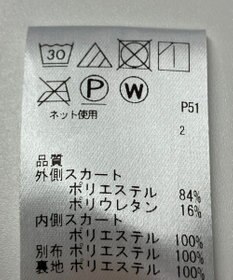 30
P W
ネット使用
P51
2
品質
外側スカート
ポリエステル 84%
ポリウレタン 16%
内側スカート
ポリエステル 100%
別布 ポリエステル 100%
裏地 ポリエステル 100%